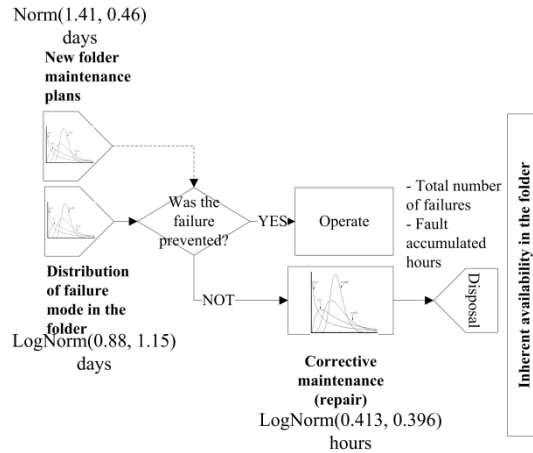 Norm(1.41, 0.46)
days
New folder
maintenance
plans
Was the
failure
prevented?
YES
Operate
- Total number
of failures
- Fault
accumulated
hours
Distribution
of failure
mode in the
folder
LogNorm(0.88, 1.15)
days
NOT
Disposal
Corrective
maintenance
(repair)
LogNorm(0.413, 0.396)
hours
Inherent availability in the folder